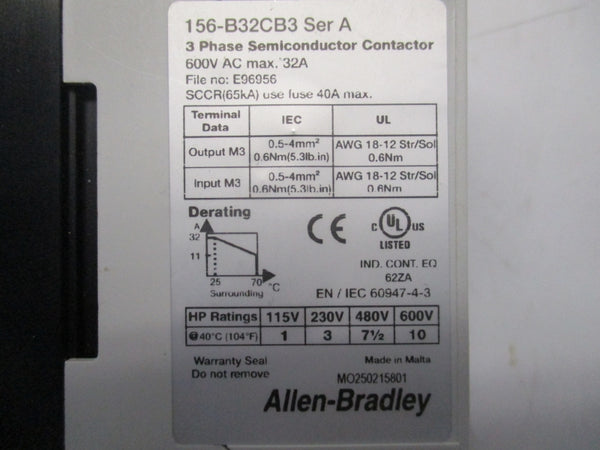 156-B32CB3 Ser A
3 Phase Semiconductor Contactor
600V AC max. 32A
File no: E96956
SCCR(65kA) use fuse 40A max.
Terminal Data IEC UL
Output M3 0.5-4mm² 0.6Nm(5.3lb.in) AWG 18-12 Str/Sol 0.6Nm
Input M3 0.5-4mm² 0.6Nm(5.3lb.in) AWG 18-12 Str/Sol 0.6Nm
Derating
A
32
11
25 70 °C
Surrounding
CE
C UL US
LISTED
IND. CONT. EQ
62ZA
EN / IEC 60947-4-3
HP Ratings 115V 230V 480V 600V
@40°C (104°F) 1 3 7½ 10
Warranty Seal
Do not remove
Made in Malta
MO250215801
Allen-Bradley